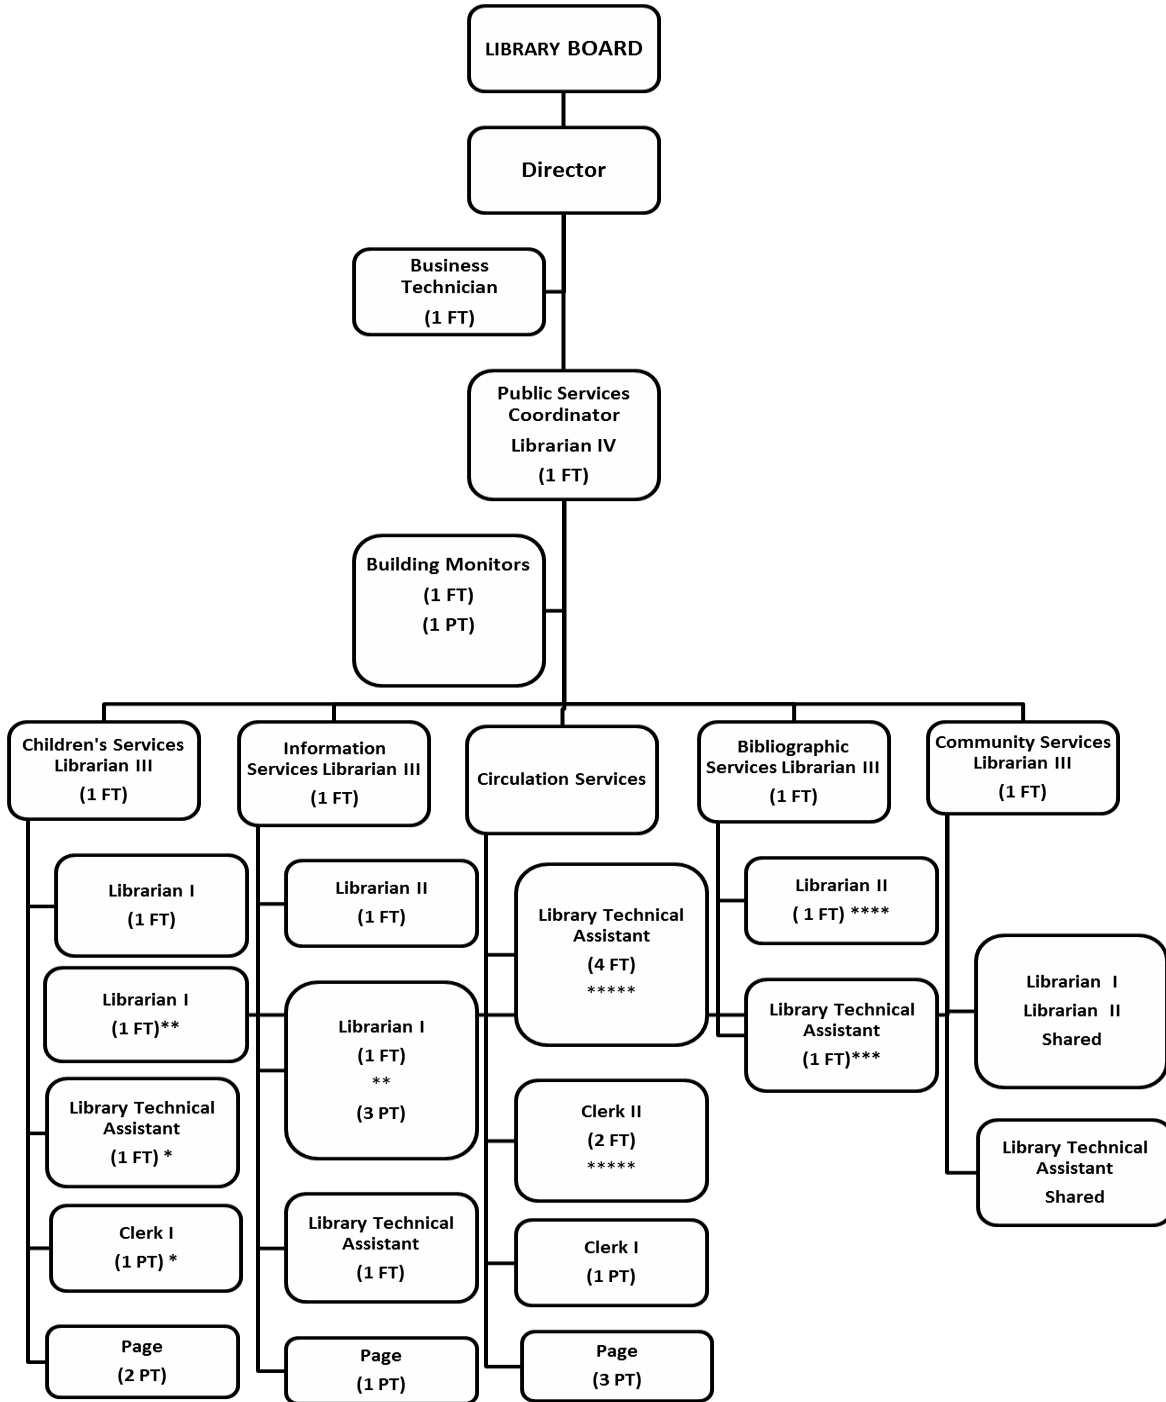 LIBRARY BOARD
Director
Business
Technician
(1 FT)
Public Services
Coordinator
Librarian IV
(1 FT)
Building Monitors
(1 FT)
(1 PT)
Children's Services
Librarian III
(1 FT)
Information
Services Librarian III
(1 FT)
Circulation Services
Bibliographic
Services Librarian III
(1 FT)
Community Services
Librarian III
(1 FT)
Librarian I
(1 FT)
Librarian I
(1 FT)**
Library Technical
Assistant
(1 FT) *
Clerk I
(1 PT) *
Page
(2 PT)
Librarian II
(1 FT)
Librarian I
(1 FT)
**
(3 PT)
Library Technical
Assistant
(1 FT)
Page
(1 PT)
Library Technical
Assistant
(4 FT)
*****
Clerk II
(2 FT)
*****
Clerk I
(1 PT)
Page
(3 PT)
Librarian II
( 1 FT) ****
Library Technical
Assistant
(1 FT)***
Librarian I
Librarian II
Shared
Library Technical
Assistant
Shared